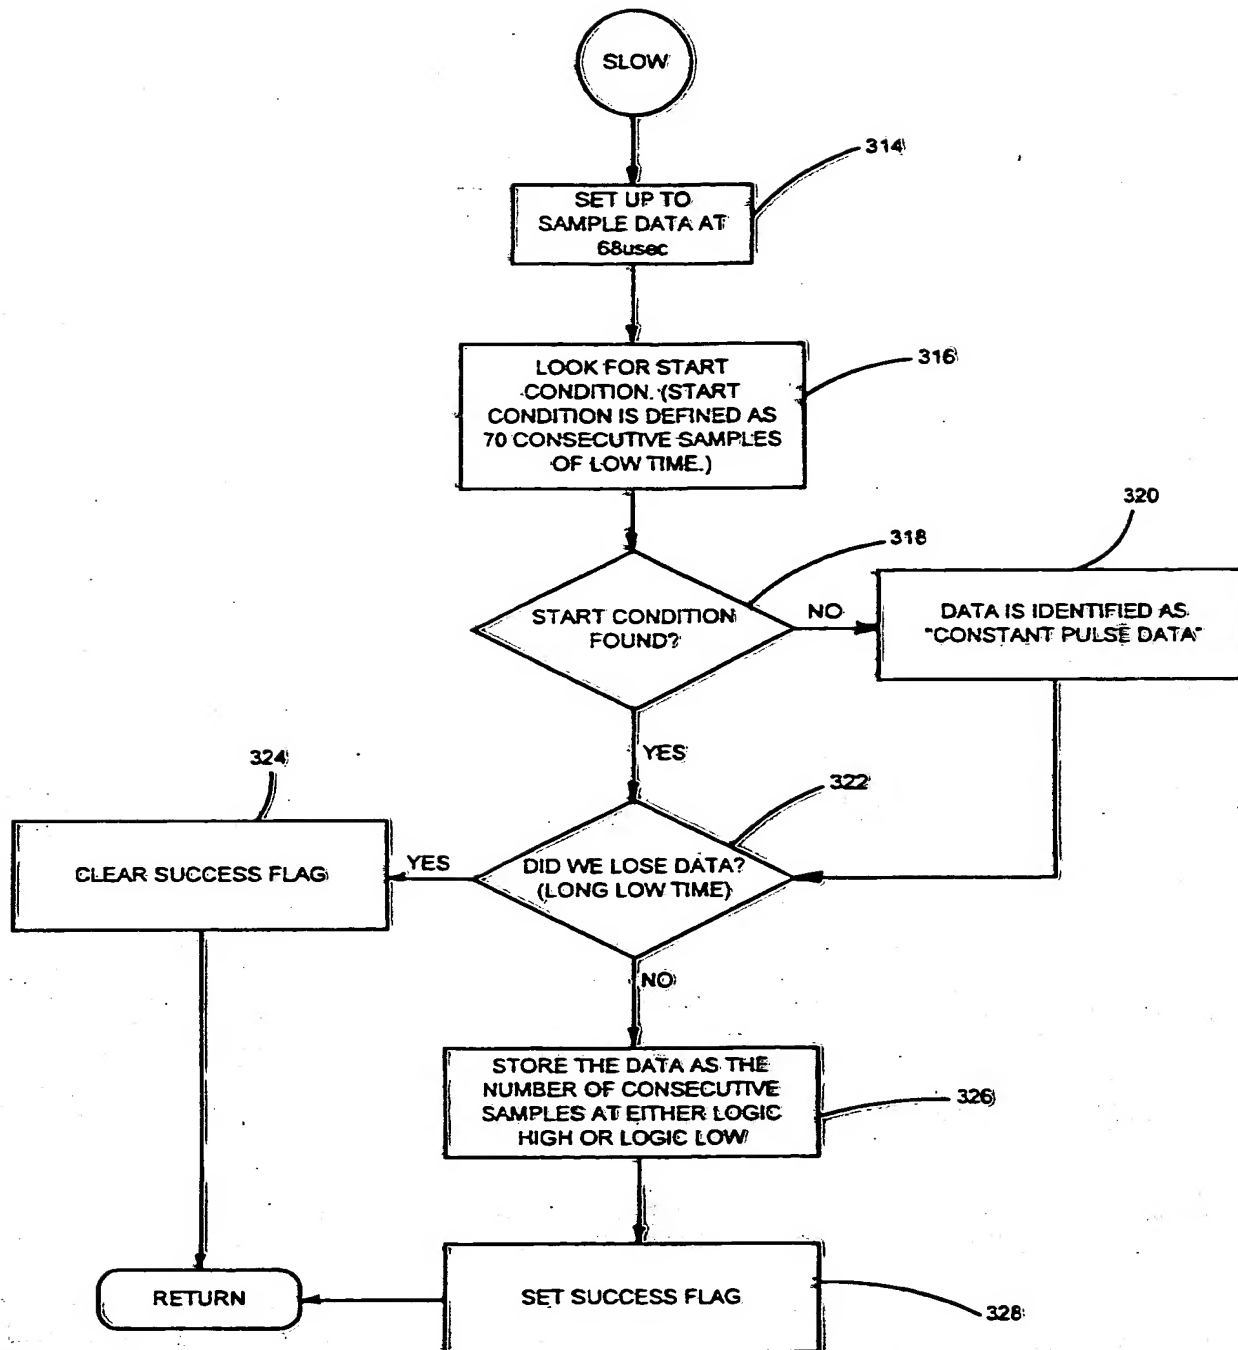 SLOW
314
SET UP TO
SAMPLE DATA AT
68usec
316
LOOK FOR START
CONDITION. (START
CONDITION IS DEFINED AS
70 CONSECUTIVE SAMPLES
OF LOW TIME.)
318
320
START CONDITION
FOUND?
NO
DATA IS IDENTIFIED AS
"CONSTANT PULSE DATA"
YES
324
322
CLEAR SUCCESS FLAG
YES
DID WE LOSE DATA?
(LONG LOW TIME)
NO
STORE THE DATA AS THE
NUMBER OF CONSECUTIVE
SAMPLES AT EITHER LOGIC
HIGH OR LOGIC LOW
326
RETURN
SET SUCCESS FLAG
328